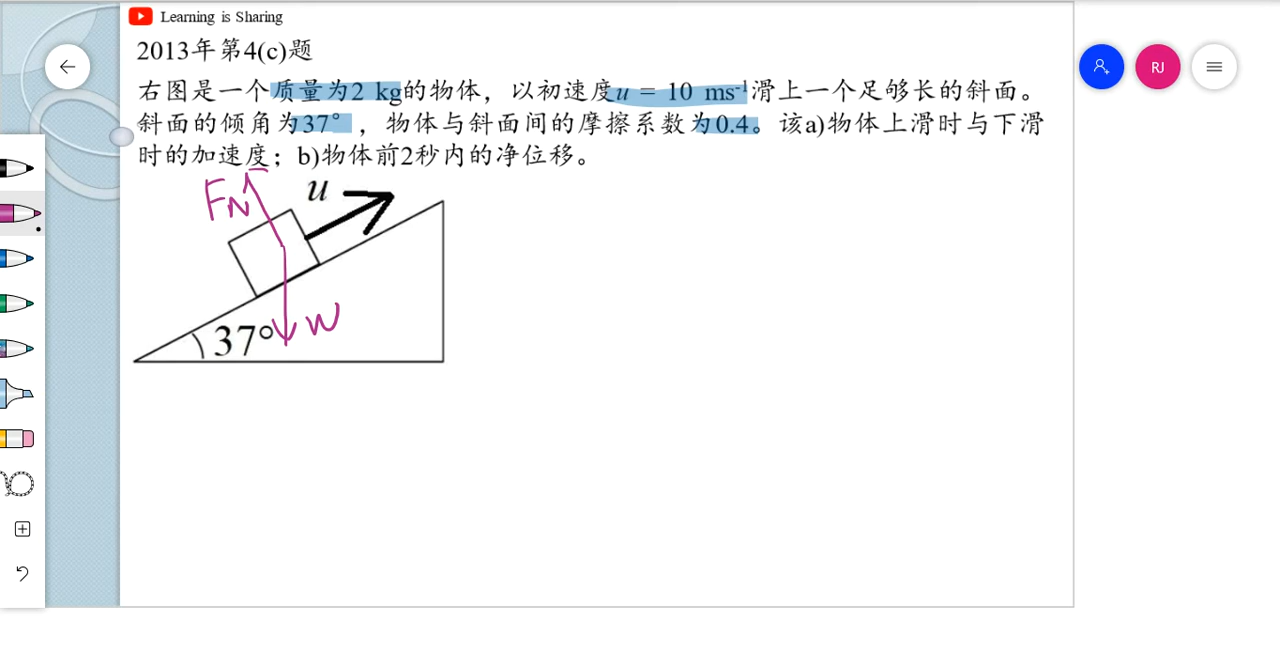 Learning is Sharing
2013年第4(c)题
右图是一个质量为2 kg的物体，以初速度u = 10 ms⁻¹滑上一个足够长的斜面。
斜面的倾角为37°，物体与斜面间的摩擦系数为0.4。该a)物体上滑时与下滑
时的加速度；b)物体前2秒内的净位移。
FN
u
W
37°
RJ